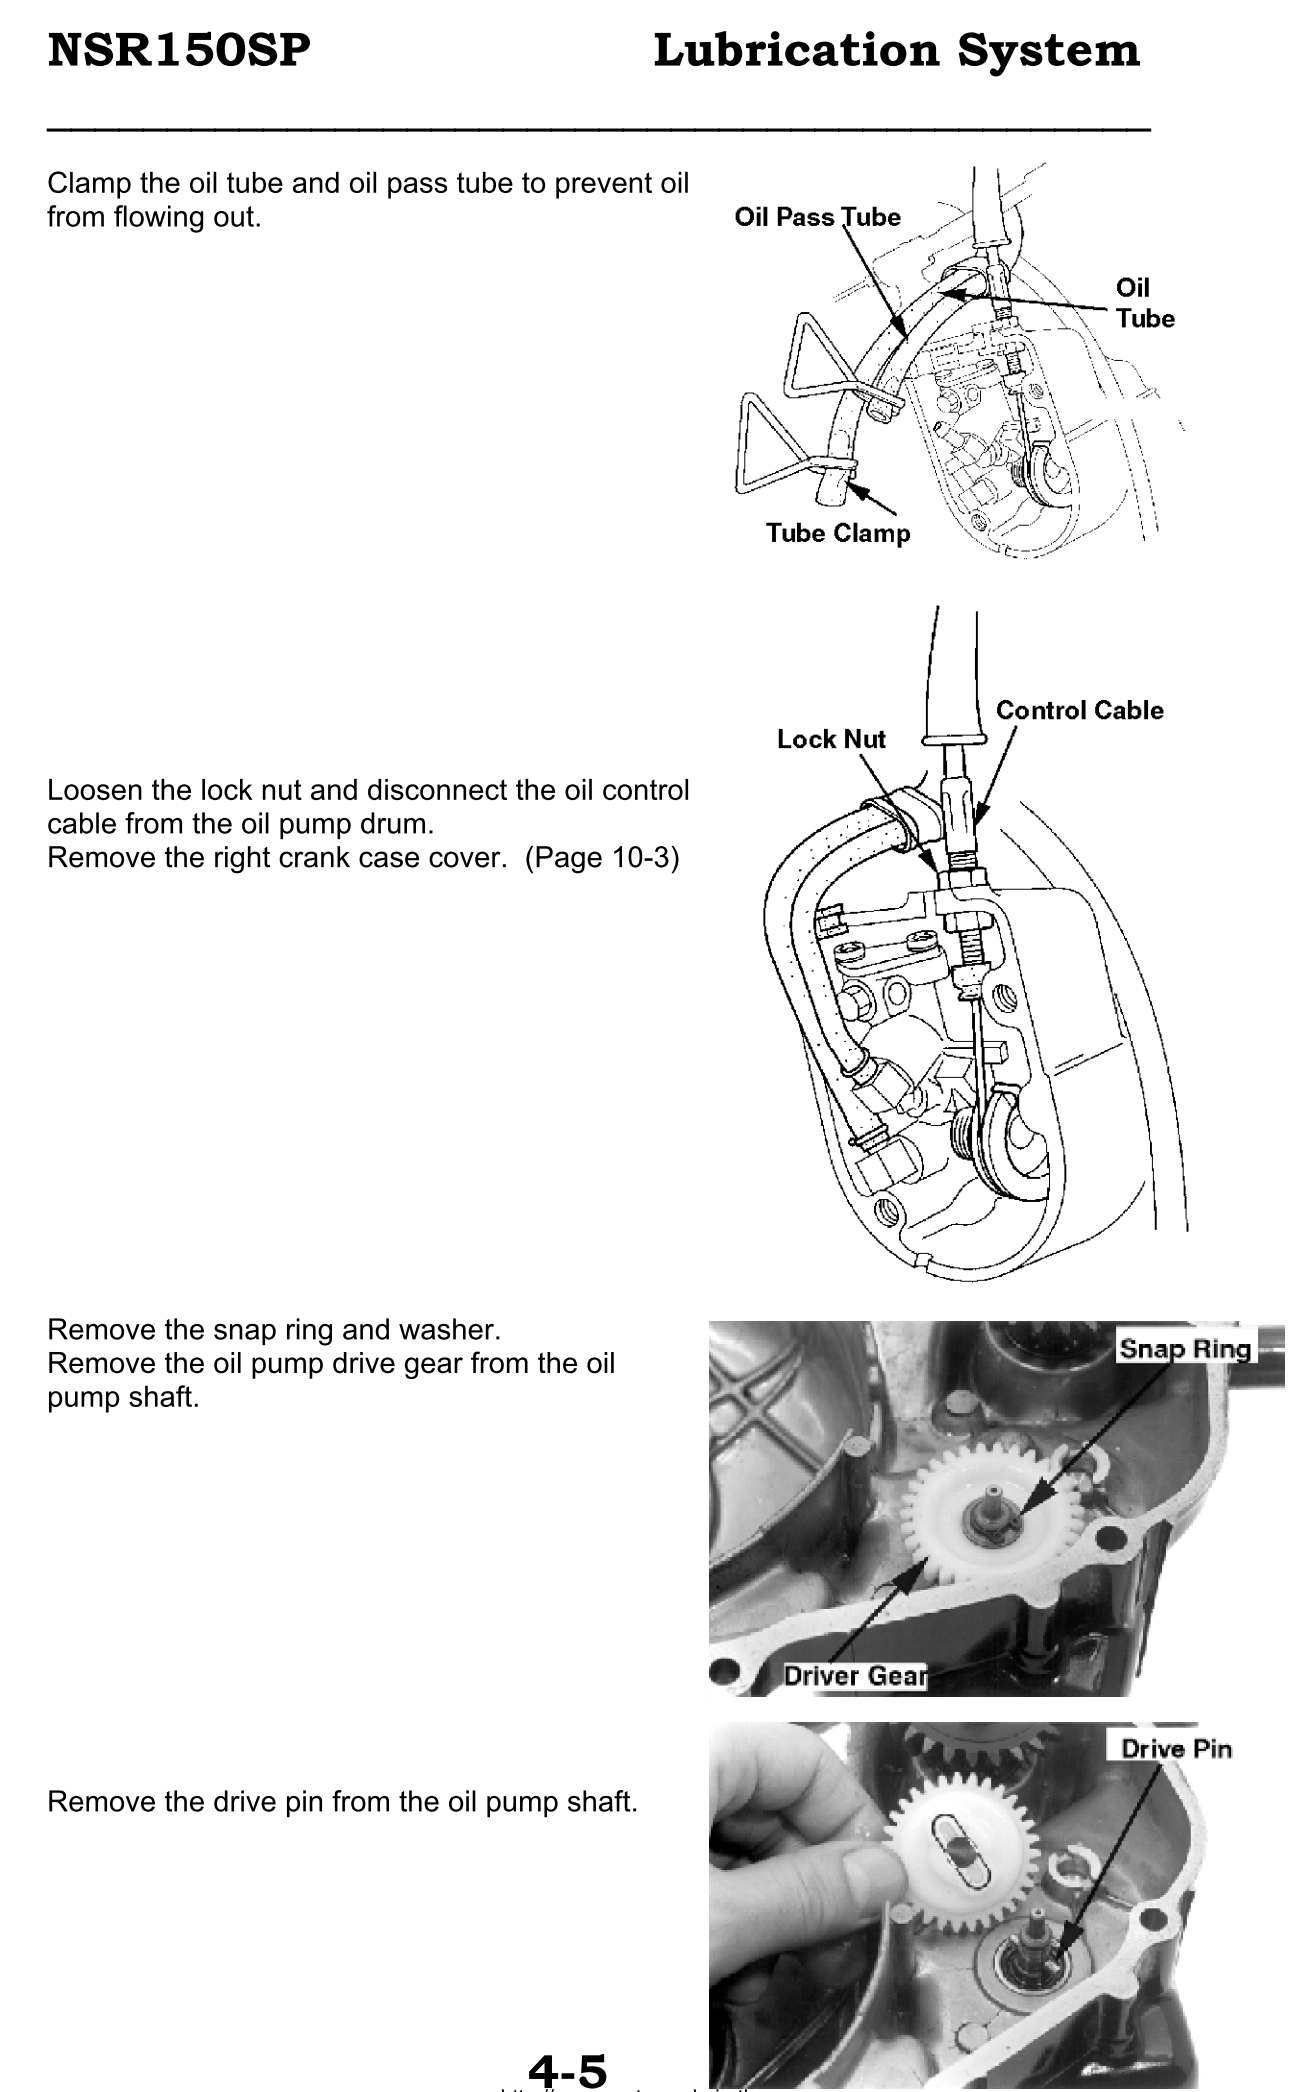 NSR150SP Lubrication System
Clamp the oil tube and oil pass tube to prevent oil
from flowing out.
Oil Pass Tube
Oil
Tube
Tube Clamp
Control Cable
Lock Nut
Loosen the lock nut and disconnect the oil control
cable from the oil pump drum.
Remove the right crank case cover.  (Page 10-3)
Remove the snap ring and washer.
Remove the oil pump drive gear from the oil
pump shaft.
Snap Ring
Driver Gear
Drive Pin
Remove the drive pin from the oil pump shaft.
4-5